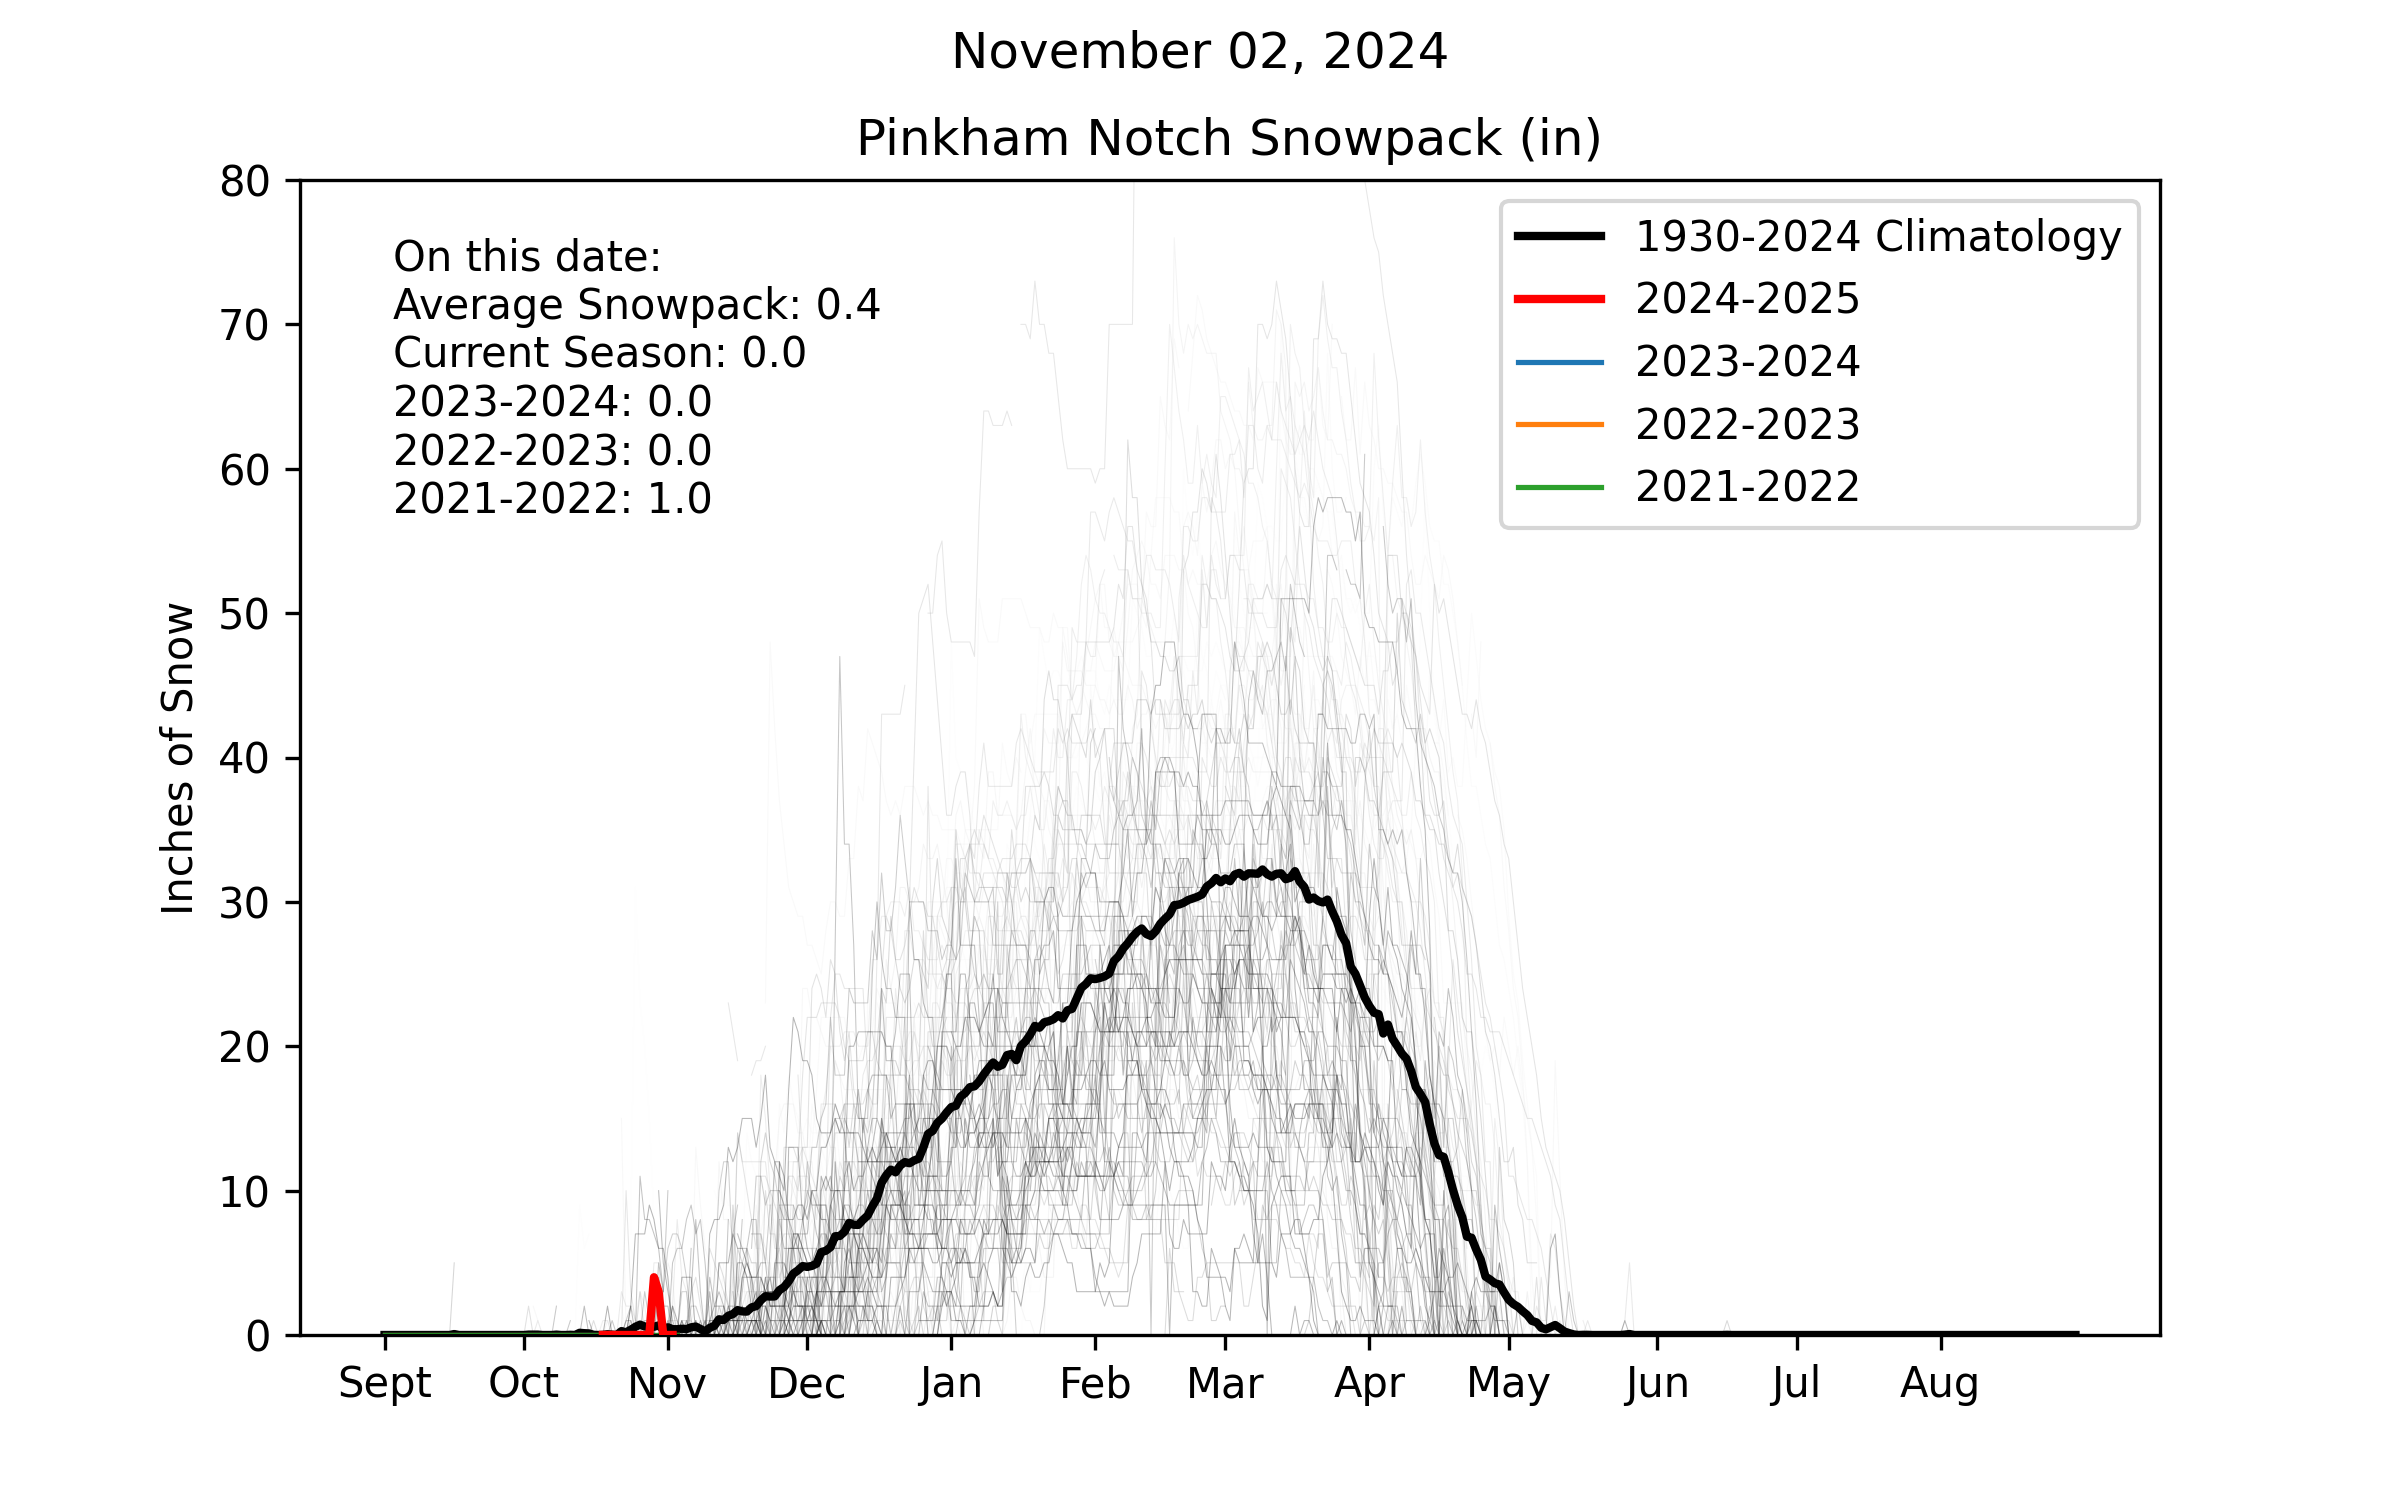 November 02, 2024
Pinkham Notch Snowpack (in)
80
70
60
50
40
30
20
10
0
Inches of Snow
On this date:
Average Snowpack: 0.4
Current Season: 0.0
2023-2024: 0.0
2022-2023: 0.0
2021-2022: 1.0
1930-2024 Climatology
2024-2025
2023-2024
2022-2023
2021-2022
Sept Oct Nov Dec Jan Feb Mar Apr May Jun Jul Aug